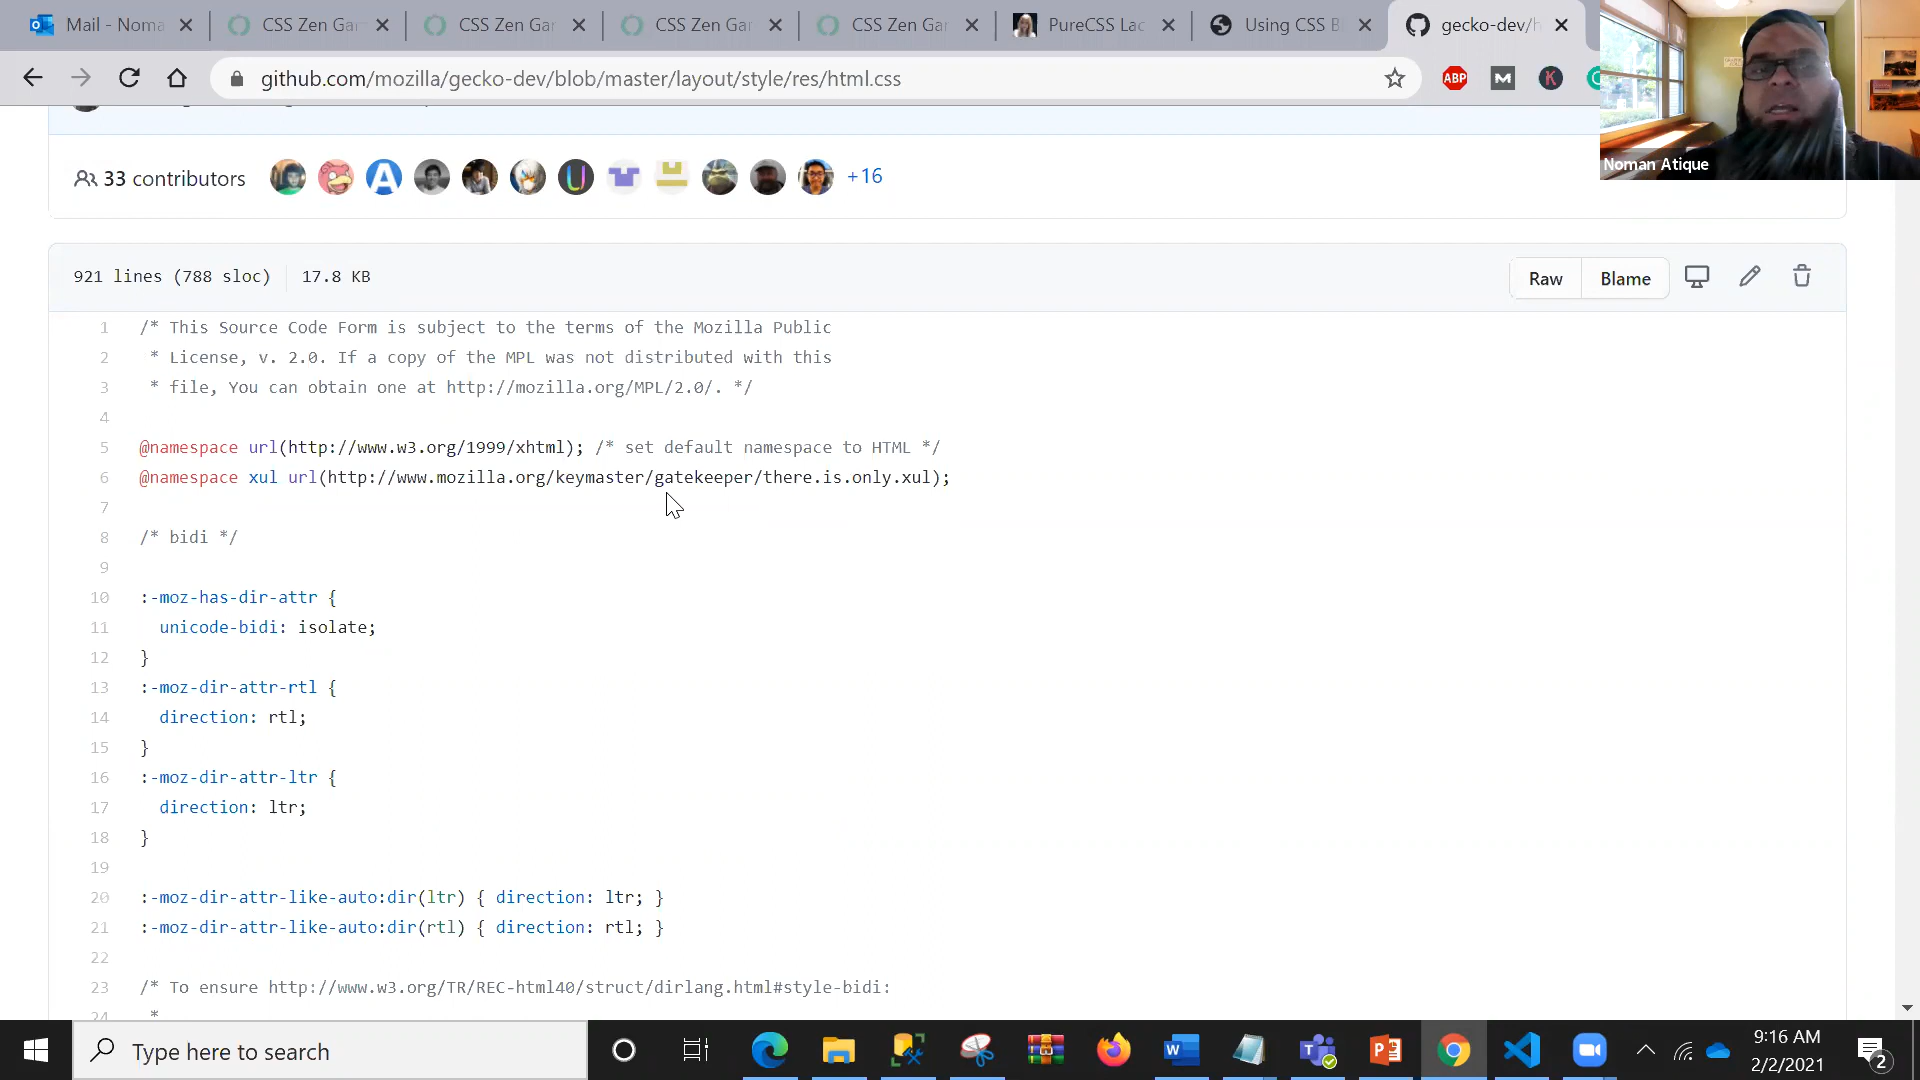 Mail - Noma
CSS Zen Gar
CSS Zen Gar
CSS Zen Gar
CSS Zen Gar
PureCSS Lac
Using CSS B
gecko-dev/h
github.com/mozilla/gecko-dev/blob/master/layout/style/res/html.css
ABP
M
K
Noman Atique
33 contributors
A
U
+16
921 lines (788 sloc)
17.8 KB
Raw
Blame
1 /* This Source Code Form is subject to the terms of the Mozilla Public
2 * License, v. 2.0. If a copy of the MPL was not distributed with this
3 * file, You can obtain one at http://mozilla.org/MPL/2.0/. */
4
5 @namespace url(http://www.w3.org/1999/xhtml); /* set default namespace to HTML */
6 @namespace xul url(http://www.mozilla.org/keymaster/gatekeeper/there.is.only.xul);
7
8 /* bidi */
9
10 :-moz-has-dir-attr {
11 unicode-bidi: isolate;
12 }
13 :-moz-dir-attr-rtl {
14 direction: rtl;
15 }
16 :-moz-dir-attr-ltr {
17 direction: ltr;
18 }
19
20 :-moz-dir-attr-like-auto:dir(ltr) { direction: ltr; }
21 :-moz-dir-attr-like-auto:dir(rtl) { direction: rtl; }
22
23 /* To ensure http://www.w3.org/TR/REC-html40/struct/dirlang.html#style-bidi:
24 *
Type here to search
9:16 AM
2/2/2021
2